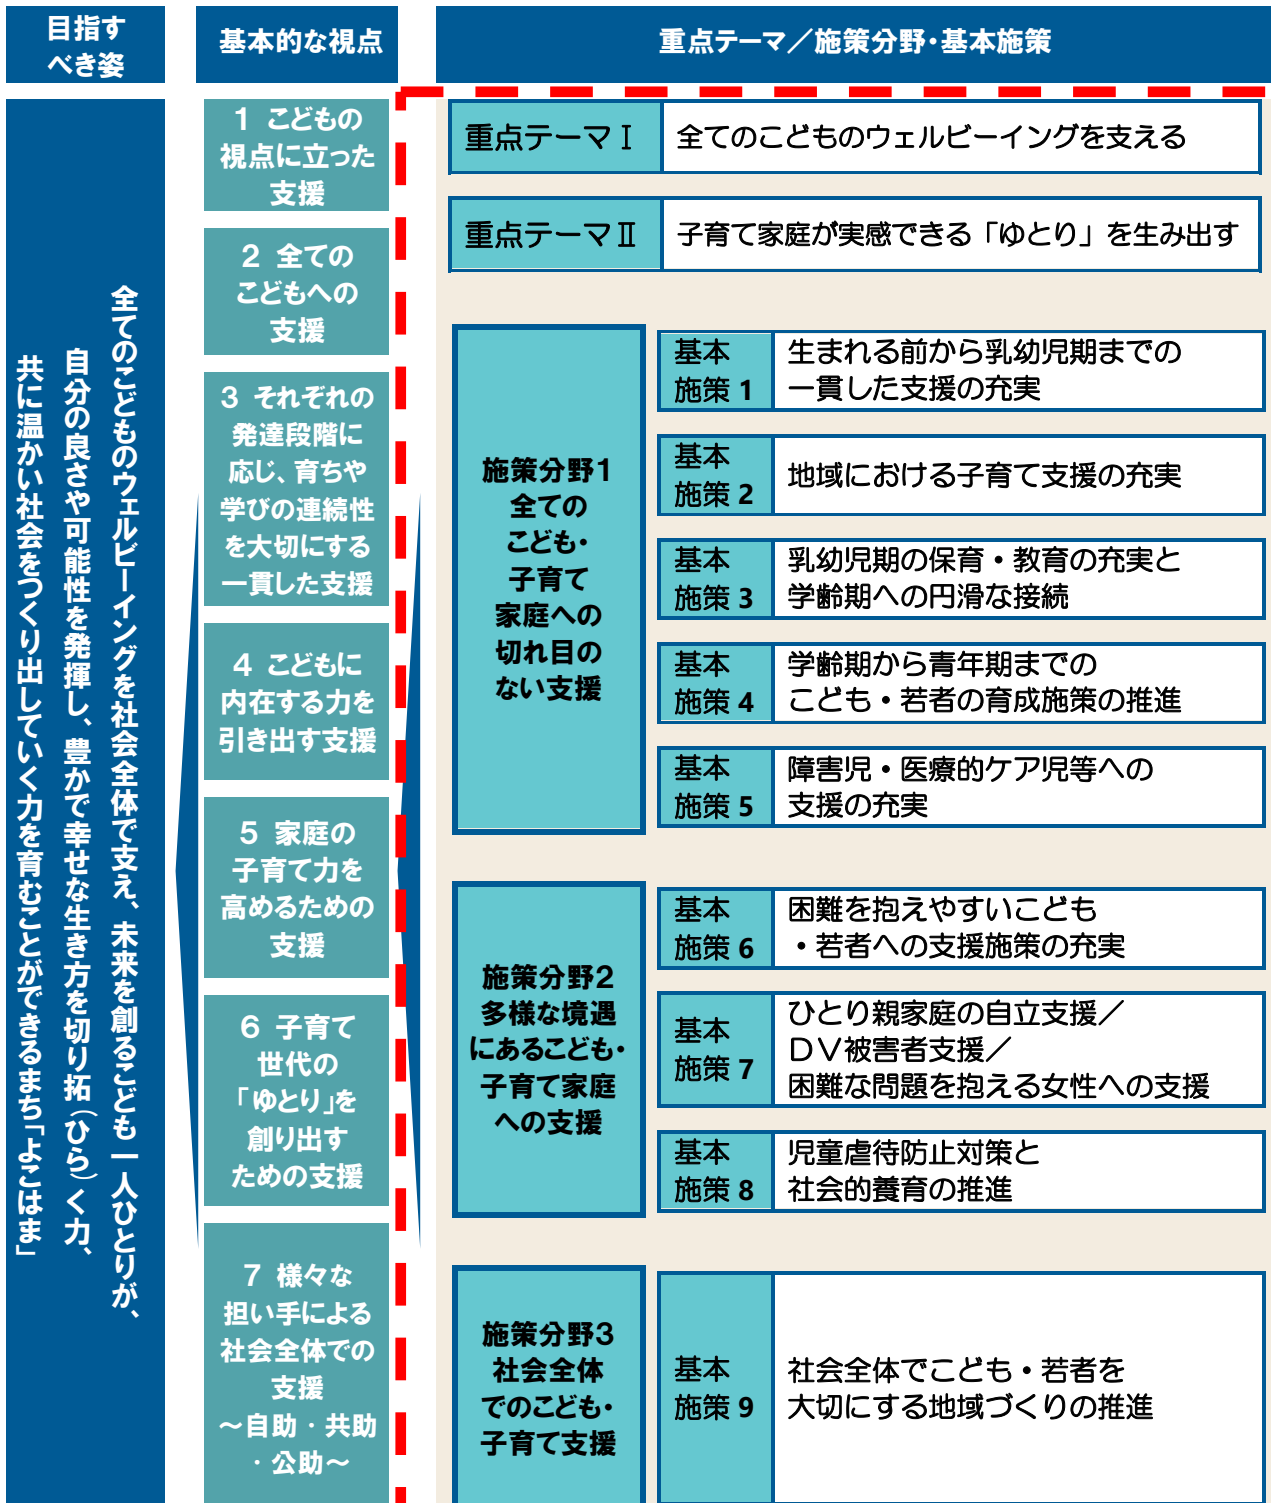 目指す
べき姿
基本的な視点
重点テーマ／施策分野・基本施策
全てのこどものウェルビーイングを社会全体で支え、未来を創るこども一人ひとりが、
自分の良さや可能性を発揮し、豊かで幸せな生き方を切り拓（ひら）く力、
共に温かい社会をつくり出していく力を育むことができるまち「よこはま」
1 こどもの
視点に立った
支援
2 全ての
こどもへの
支援
3 それぞれの
発達段階に
応じ、育ちや
学びの連続性
を大切にする
一貫した支援
4 こどもに
内在する力を
引き出す支援
5 家庭の
子育て力を
高めるための
支援
6 子育て
世代の
「ゆとり」を
創り出す
ための支援
7 様々な
担い手による
社会全体での
支援
～自助・共助
・公助～
重点テーマⅠ
全てのこどものウェルビーイングを支える
重点テーマⅡ
子育て家庭が実感できる「ゆとり」を生み出す
施策分野1
全ての
こども・
子育て
家庭への
切れ目の
ない支援
基本
施策 1
生まれる前から乳幼児期までの
一貫した支援の充実
基本
施策 2
地域における子育て支援の充実
基本
施策 3
乳幼児期の保育・教育の充実と
学齢期への円滑な接続
基本
施策 4
学齢期から青年期までの
こども・若者の育成施策の推進
基本
施策 5
障害児・医療的ケア児等への
支援の充実
施策分野2
多様な境遇
にあるこども・
子育て家庭
への支援
基本
施策 6
困難を抱えやすいこども
・若者への支援施策の充実
基本
施策 7
ひとり親家庭の自立支援／
ＤＶ被害者支援／
困難な問題を抱える女性への支援
基本
施策 8
児童虐待防止対策と
社会的養育の推進
施策分野3
社会全体
でのこども・
子育て支援
基本
施策 9
社会全体でこども・若者を
大切にする地域づくりの推進